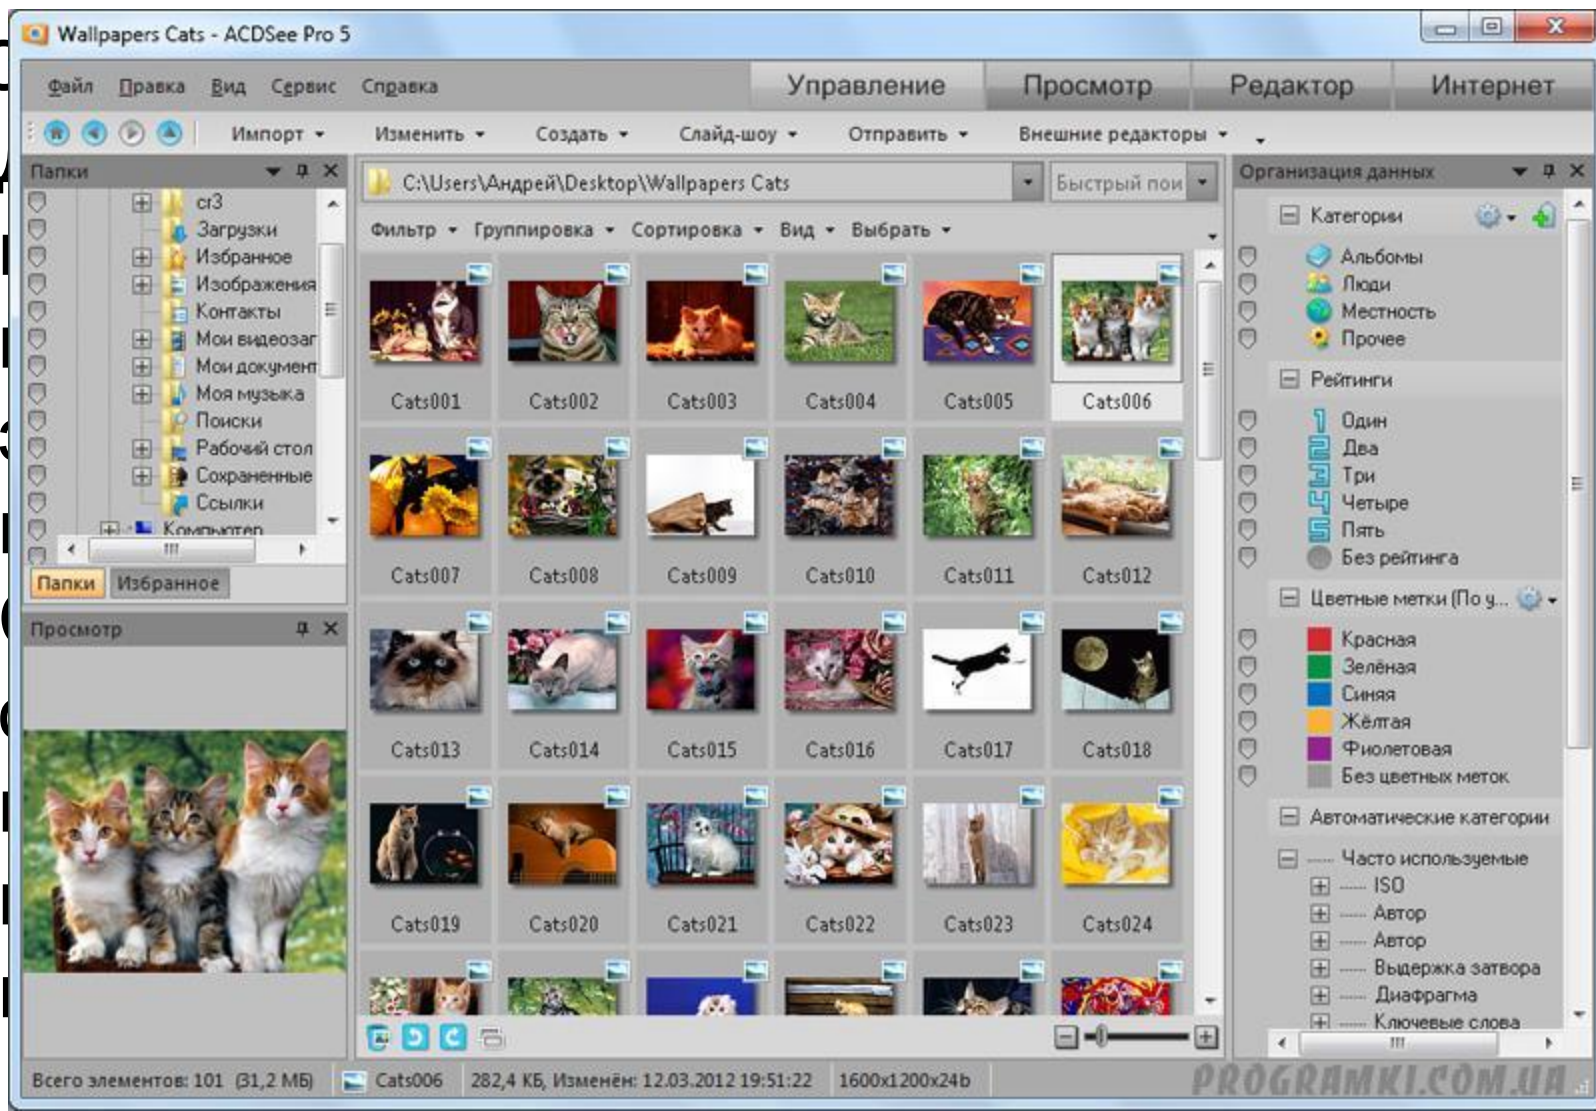 Wallpapers Cats - ACDSee Pro 5
Файл Правка Вид Сервис Справка
Управление Просмотр Редактор Интернет
Импорт Изменить Создать Слайд-шоу Отправить Внешние редакторы
Папки
cr3
Загрузки
Избранное
Изображения
Контакты
Мои видеозаг
Мои документ
Моя музыка
Поиски
Рабочий стол
Сохраненные
Ссылки
Компьютер
Папки Избранное
Просмотр
C:\Users\Андрей\Desktop\Wallpapers Cats
Быстрый пои
Фильтр Группировка Сортировка Вид Выбрать
Cats001 Cats002 Cats003 Cats004 Cats005 Cats006
Cats007 Cats008 Cats009 Cats010 Cats011 Cats012
Cats013 Cats014 Cats015 Cats016 Cats017 Cats018
Cats019 Cats020 Cats021 Cats022 Cats023 Cats024
Организация данных
Категории
Альбомы
Люди
Местность
Прочее
Рейтинги
1 Один
2 Два
3 Три
4 Четыре
5 Пять
Без рейтинга
Цветные метки (По у...
Красная
Зелёная
Синяя
Жёлтая
Фиолетовая
Без цветных меток
Автоматические категории
Часто используемые
ISO
Автор
Автор
Выдержка затвора
Диафрагма
Ключевые слова
Всего элементов: 101 (31,2 МБ) Cats006 282,4 КБ, Изменён: 12.03.2012 19:51:22 1600x1200x24b
PROGRAMKI.COM.UA